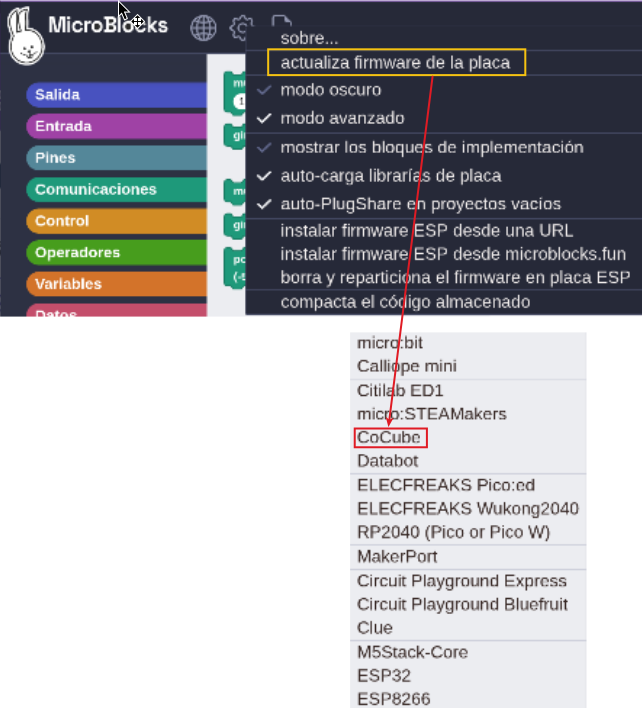 MicroBlocks
sobre...
actualiza firmware de la placa
modo oscuro
modo avanzado
mostrar los bloques de implementación
auto-carga librarías de placa
auto-PlugShare en proyectos vacios
instalar firmware ESP desde una URL
instalar firmware ESP desde microblocks.fun
borra y reparticiona el firmware en placa ESP
compacta el código almacenado
Salida
Entrada
Pines
Comunicaciones
Control
Operadores
Variables
Datos
micro:bit
Calliope mini
Citilab ED1
micro:STEAMakers
CoCube
Databot
ELECFREAKS Pico:ed
ELECFREAKS Wukong2040
RP2040 (Pico or Pico W)
MakerPort
Circuit Playground Express
Circuit Playground Bluefruit
Clue
M5Stack-Core
ESP32
ESP8266